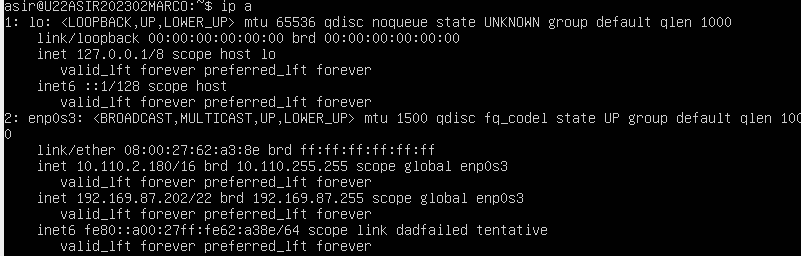 asir@U22ASIR202302MARCO:~$ ip a
1: lo: <LOOPBACK,UP,LOWER_UP> mtu 65536 qdisc noqueue state UNKNOWN group default qlen 1000
    link/loopback 00:00:00:00:00:00 brd 00:00:00:00:00:00
    inet 127.0.0.1/8 scope host lo
       valid_lft forever preferred_lft forever
    inet6 ::1/128 scope host
       valid_lft forever preferred_lft forever
2: enp0s3: <BROADCAST,MULTICAST,UP,LOWER_UP> mtu 1500 qdisc fq_codel state UP group default qlen 100
0
    link/ether 08:00:27:62:a3:8e brd ff:ff:ff:ff:ff:ff
    inet 10.110.2.180/16 brd 10.110.255.255 scope global enp0s3
       valid_lft forever preferred_lft forever
    inet 192.169.87.202/22 brd 192.169.87.255 scope global enp0s3
       valid_lft forever preferred_lft forever
    inet6 fe80::a00:27ff:fe62:a38e/64 scope link dadfailed tentative
       valid_lft forever preferred_lft forever